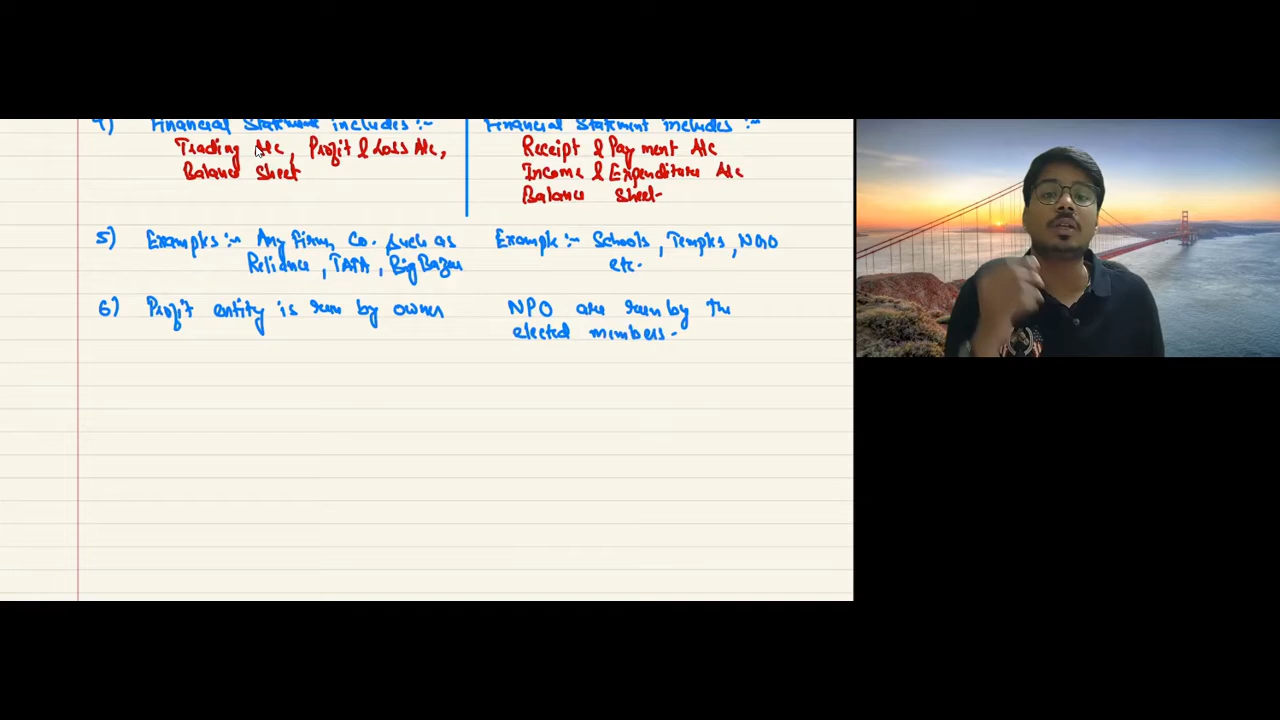 4) Financial Statement includes :-
Trading A/c, Profit & Loss A/c,
Balance Sheet
Financial Statement includes :-
Receipt & Payment A/c
Income & Expenditure A/c
Balance Sheet
5) Examples :- Any Firm, Co. such as
Reliance, TATA, Big Bazar
Example :- Schools, Temples, NGO
etc.
6) Profit entity is run by owner
NPO are run by the
elected members.